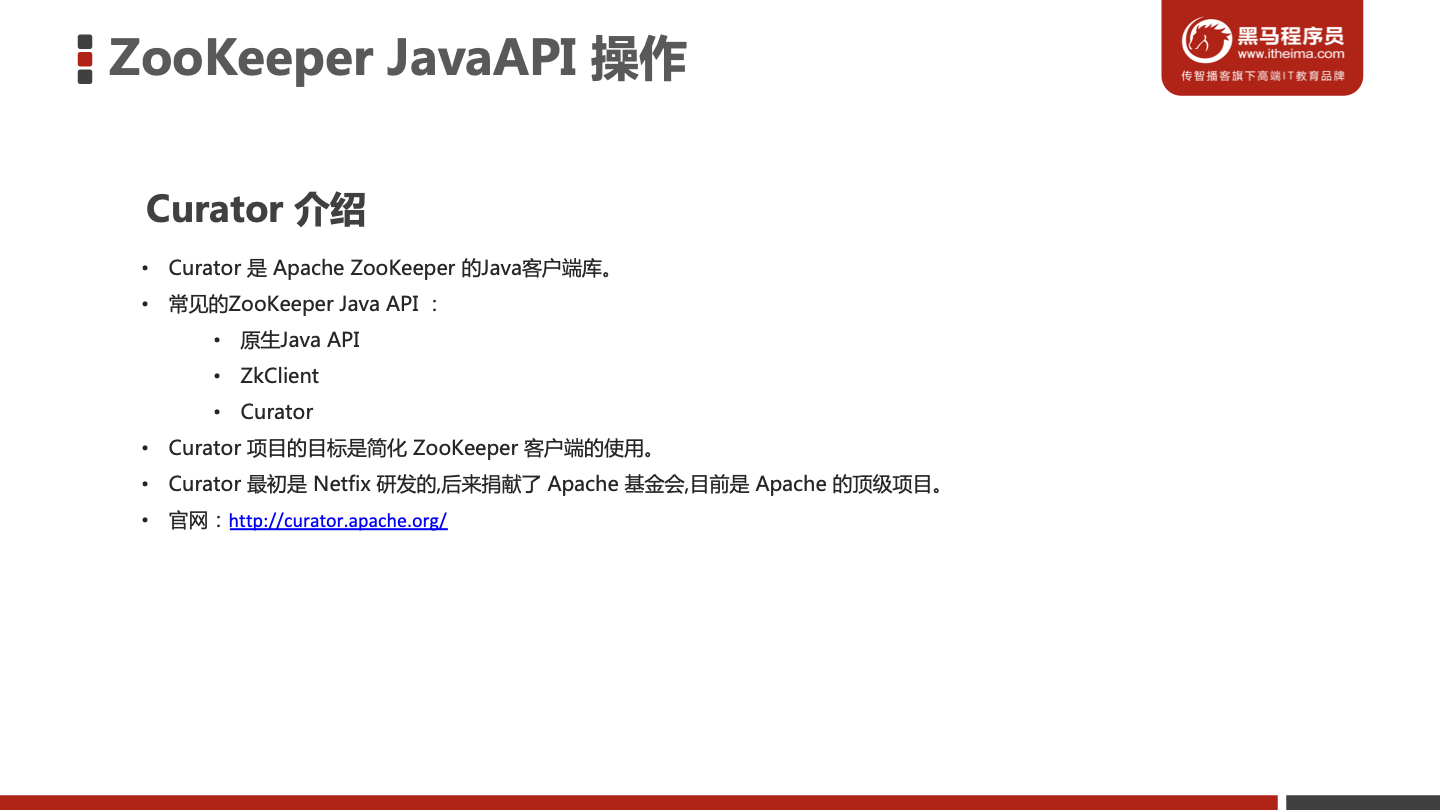 ZooKeeper JavaAPI 操作
黑马程序员
www.itheima.com
传智播客旗下高端IT教育品牌
Curator 介绍
• Curator 是 Apache ZooKeeper 的Java客户端库。
• 常见的ZooKeeper Java API ：
• 原生Java API
• ZkClient
• Curator
• Curator 项目的目标是简化 ZooKeeper 客户端的使用。
• Curator 最初是 Netfix 研发的,后来捐献了 Apache 基金会,目前是 Apache 的顶级项目。
• 官网：http://curator.apache.org/